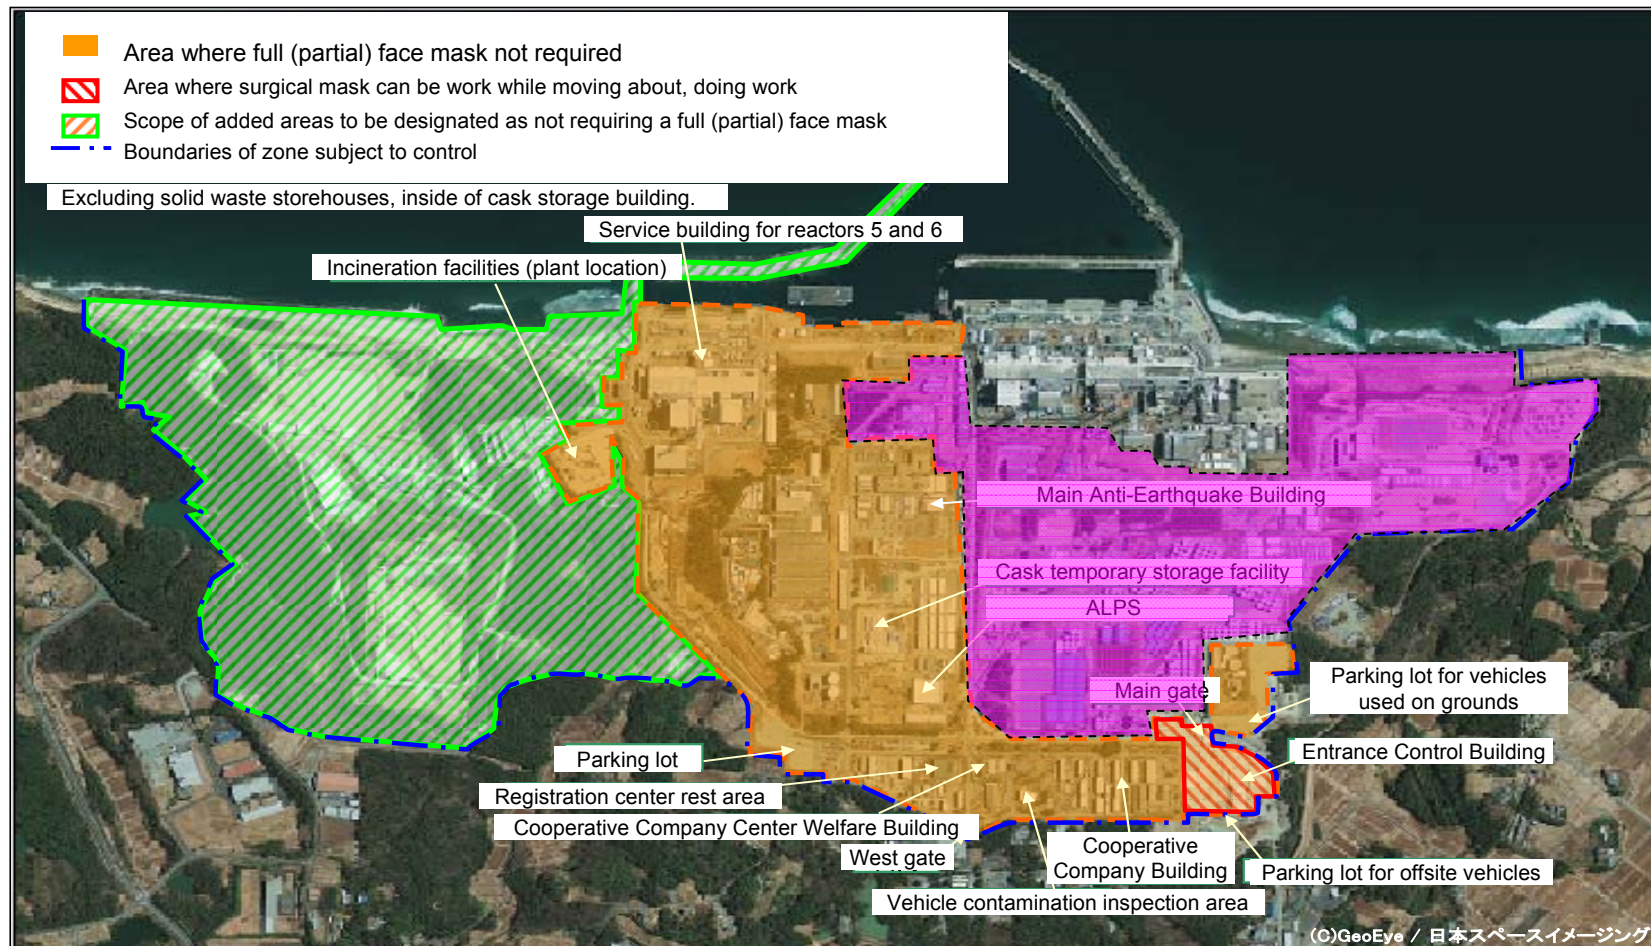 Area where full (partial) face mask not required
Area where surgical mask can be work while moving about, doing work
Scope of added areas to be designated as not requiring a full (partial) face mask
Boundaries of zone subject to control
Excluding solid waste storehouses, inside of cask storage building.
Service building for reactors 5 and 6
Incineration facilities (plant location)
Main Anti-Earthquake Building
Cask temporary storage facility
ALPS
Main gate
Parking lot for vehicles
used on grounds
Entrance Control Building
Parking lot
Registration center rest area
Cooperative Company Center Welfare Building
West gate
Cooperative
Company Building
Parking lot for offsite vehicles
Vehicle contamination inspection area
(C)GeoEye / 日本スペースイメージング